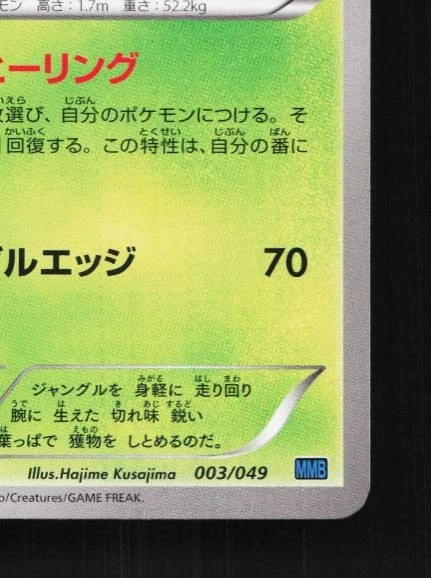 モン 高さ：1.7m 重さ：52.2kg
ヒーリング
選び、自分のポケモンにつける。そ
回復する。この特性は、自分の番に
ルエッジ 70
ジャングルを 身軽に 走り回り
腕に 生えた 切れ味 鋭い
葉っぱで 獲物を しとめるのだ。
Illus.Hajime Kusajima 003/049 MMB
o/Creatures/GAME FREAK.